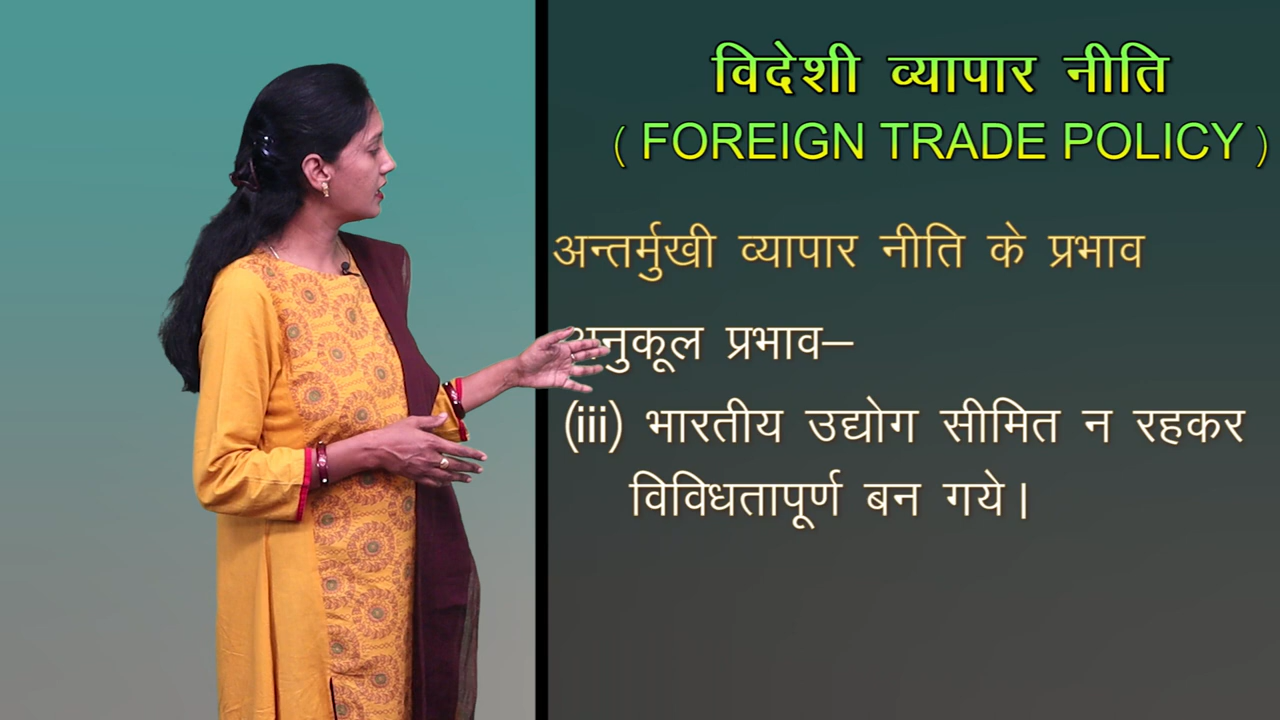 विदेशी व्यापार नीति
( FOREIGN TRADE POLICY )
अन्तर्मुखी व्यापार नीति के प्रभाव
अनुकूल प्रभाव–
(iii) भारतीय उद्योग सीमित न रहकर
विविधतापूर्ण बन गये।